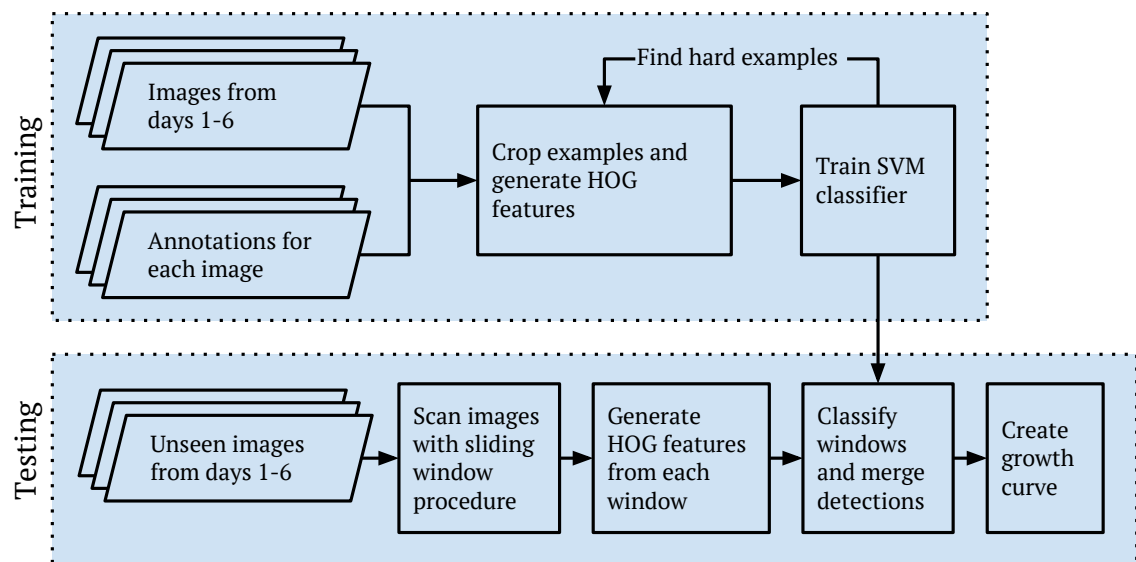 Training
Images from
days 1-6
Annotations for
each image
Find hard examples
Crop examples and
generate HOG
features
Train SVM
classifier
Testing
Unseen images
from days 1-6
Scan images
with sliding
window
procedure
Generate
HOG features
from each
window
Classify
windows
and merge
detections
Create
growth
curve